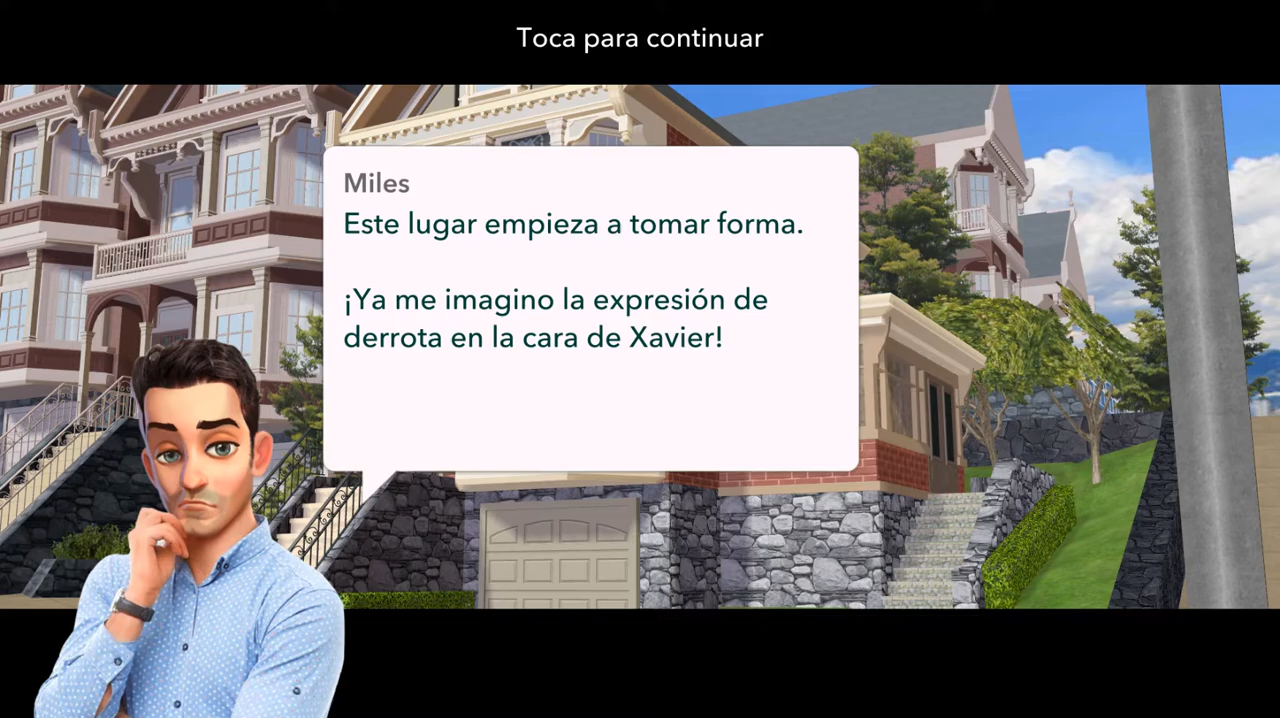 Toca para continuar
Miles
Este lugar empieza a tomar forma.
¡Ya me imagino la expresión de
derrota en la cara de Xavier!